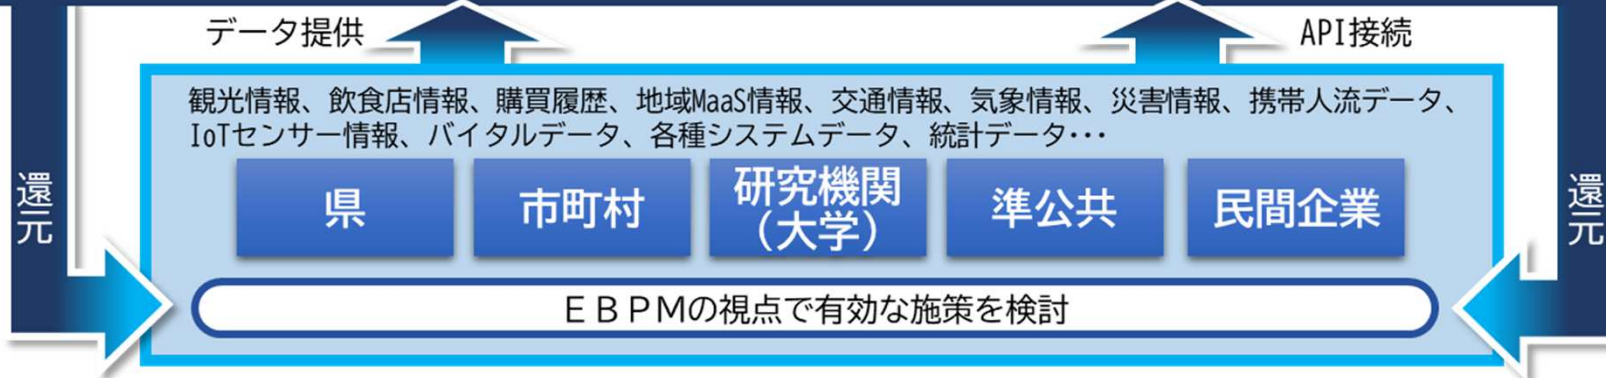 データ提供
API接続
観光情報、飲食店情報、購買履歴、地域MaaS情報、交通情報、気象情報、災害情報、携帯人流データ、
IoTセンサー情報、バイタルデータ、各種システムデータ、統計データ･･･
還元
県
市町村
研究機関
（大学）
準公共
民間企業
還元
ＥＢＰＭの視点で有効な施策を検討